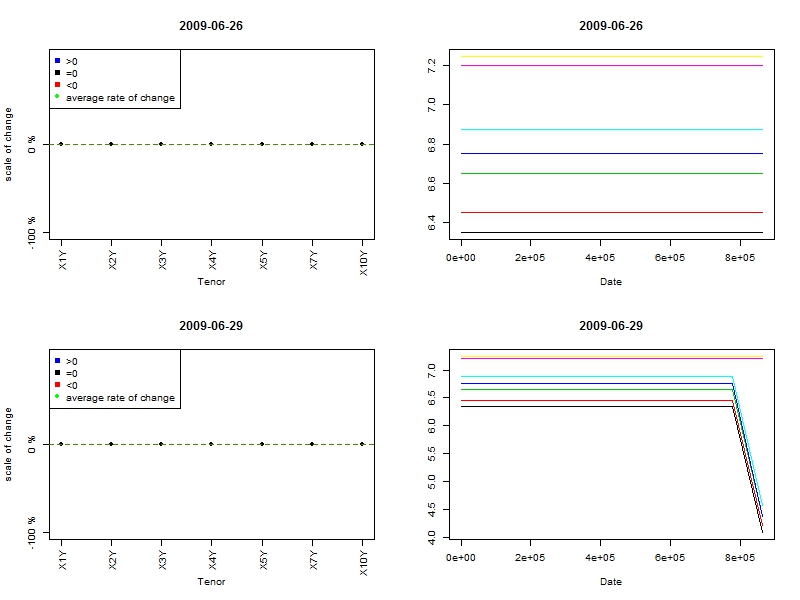 2009-06-26
>0
=0
<0
average rate of change
scale of change
0 %
-100 %
X1Y X2Y X3Y X4Y X5Y X7Y X10Y
Tenor
2009-06-26
7.2
7.0
6.8
6.6
6.4
0e+00 2e+05 4e+05 6e+05 8e+05
Date
2009-06-29
>0
=0
<0
average rate of change
scale of change
0 %
-100 %
X1Y X2Y X3Y X4Y X5Y X7Y X10Y
Tenor
2009-06-29
7.0
6.5
6.0
5.5
5.0
4.5
4.0
0e+00 2e+05 4e+05 6e+05 8e+05
Date